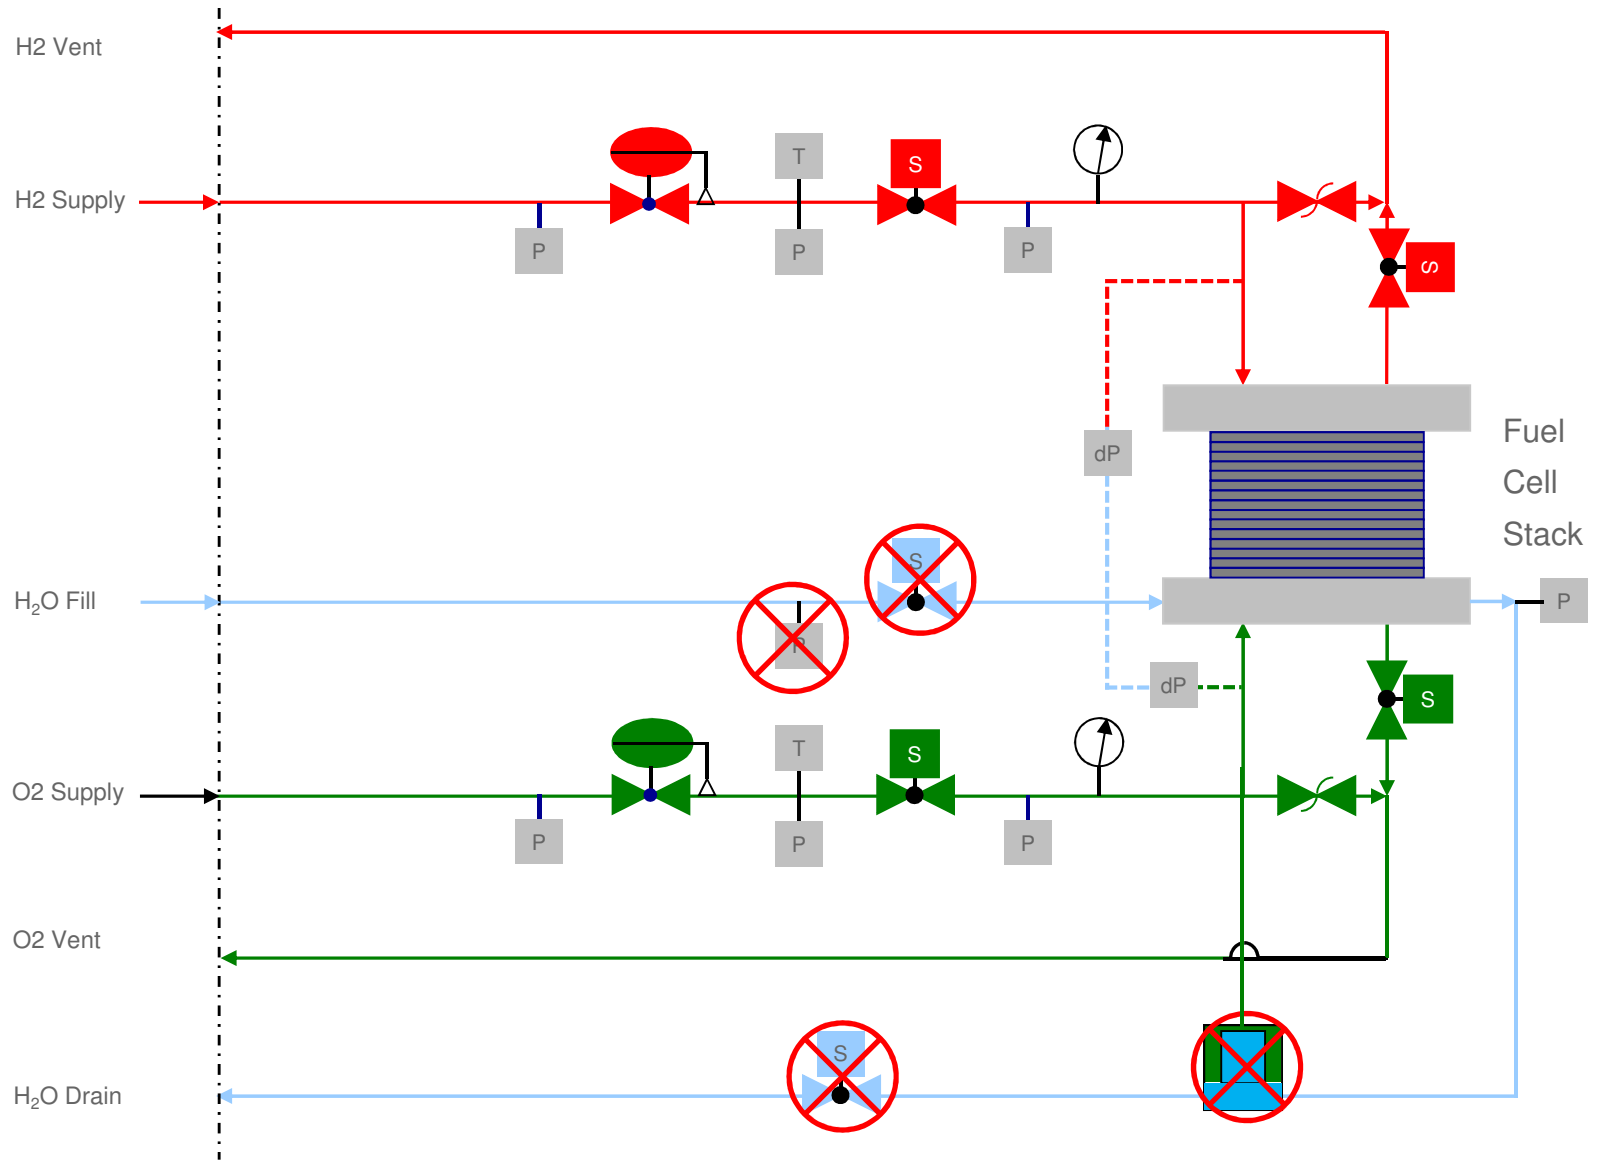 H2 Vent
T
S
H2 Supply
P
P
P
S
Fuel
Cell
Stack
dP
S
H₂O Fill
P
P
dP
S
T
S
O2 Supply
P
P
P
O2 Vent
S
H₂O Drain